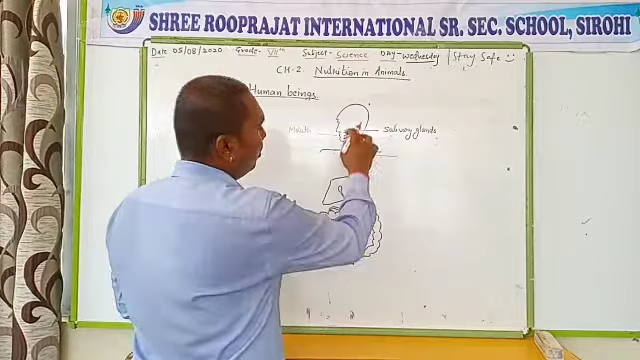 SHREE ROOPRAJAT INTERNATIONAL SR. SEC. SCHOOL, SIROHI
Date 05/08/2020 Grade- VIIth Subject- Science Day- Wednesday | Stay Safe
CH-2. Nutrition in Animals
Human beings
Mouth Salivary glands